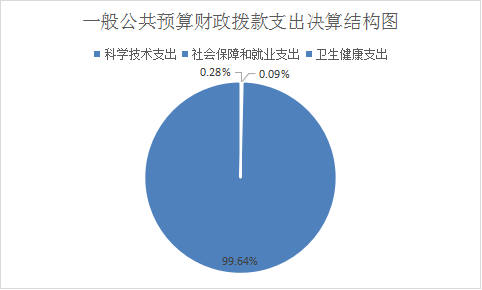 一般公共预算财政拨款支出决算结构图
科学技术支出 社会保障和就业支出 卫生健康支出
0.28% 0.09%
99.64%